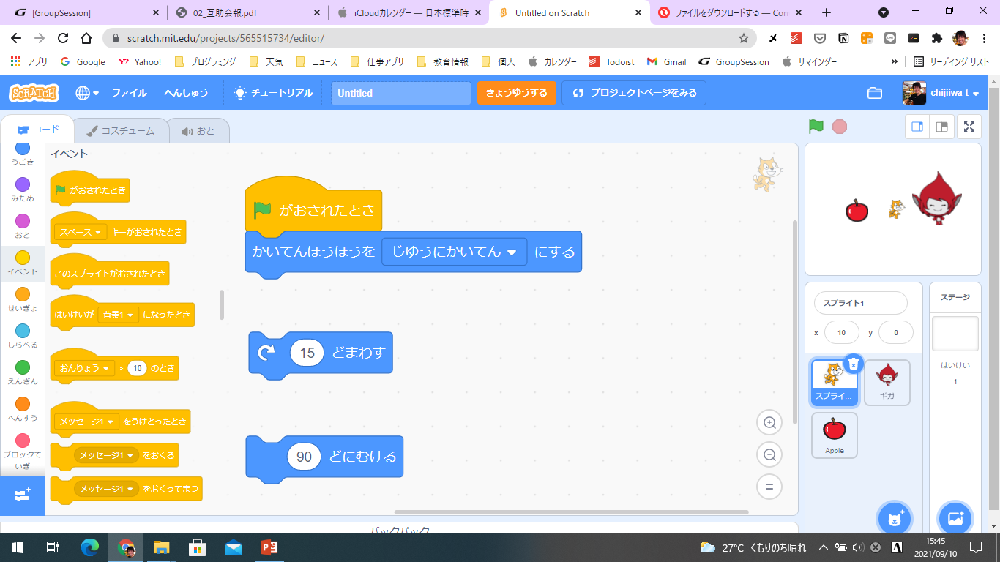 [GroupSession]
02_互助会報.pdf
iCloudカレンダー — 日本標準時
Untitled on Scratch
ファイルをダウンロードする — Con
scratch.mit.edu/projects/565515734/editor/
アプリ
Google
Yahoo!
プログラミング
天気
ニュース
仕事アプリ
教育情報
個人
カレンダー
Todoist
Gmail
GroupSession
リマインダー
»
リーディング リスト
SCRATCH
ファイル
へんしゅう
チュートリアル
Untitled
きょうゆうする
プロジェクトページをみる
chijiiwa-t
コード
コスチューム
おと
うごき
みため
おと
イベント
せいぎょ
しらべる
えんざん
へんすう
ブロックてい
ぎ
イベント
がおされたとき
スペース キーがおされたとき
このスプライトがおされたとき
はいけいが 背景1 になったとき
おんりょう > 10 のとき
メッセージ1 をうけとったとき
メッセージ1 をおくる
メッセージ1 をおくってまつ
がおされたとき
かいてんほうほうを じゆうにかいてん にする
15 どまわす
90 どにむける
スプライト1
x 10 y 0
スプライ...
ギガ
Apple
ステージ
はいけい
1
バックパック
27°C くもりのち晴れ
A
15:45
2021/09/10